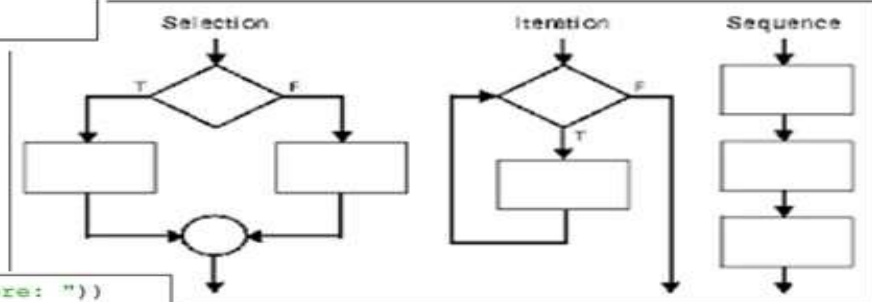 Selection
Iteration
Sequence
T
F
F
T
re: "))